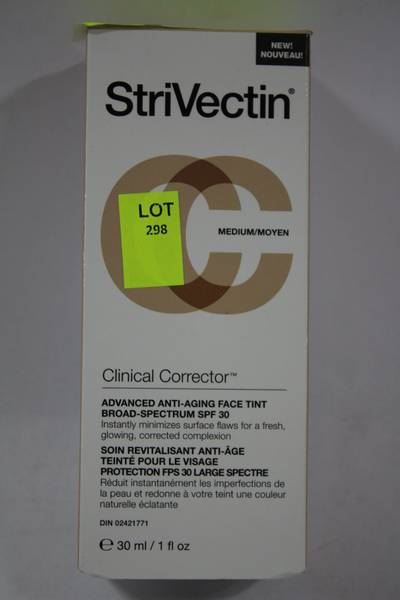 NEW!
NOUVEAU!
StriVectin®
CC
LOT
298
MEDIUM/MOYEN
Clinical Corrector™
ADVANCED ANTI-AGING FACE TINT
BROAD-SPECTRUM SPF 30
Instantly minimizes surface flaws for a fresh,
glowing, corrected complexion
SOIN REVITALISANT ANTI-ÂGE
TEINTÉ POUR LE VISAGE
PROTECTION FPS 30 LARGE SPECTRE
Réduit instantanérnent les imperfections de
la peau et redonne à votre teint une couleur
naturelle éclatante
DIN 02421771
℮ 30 ml / 1 fl oz